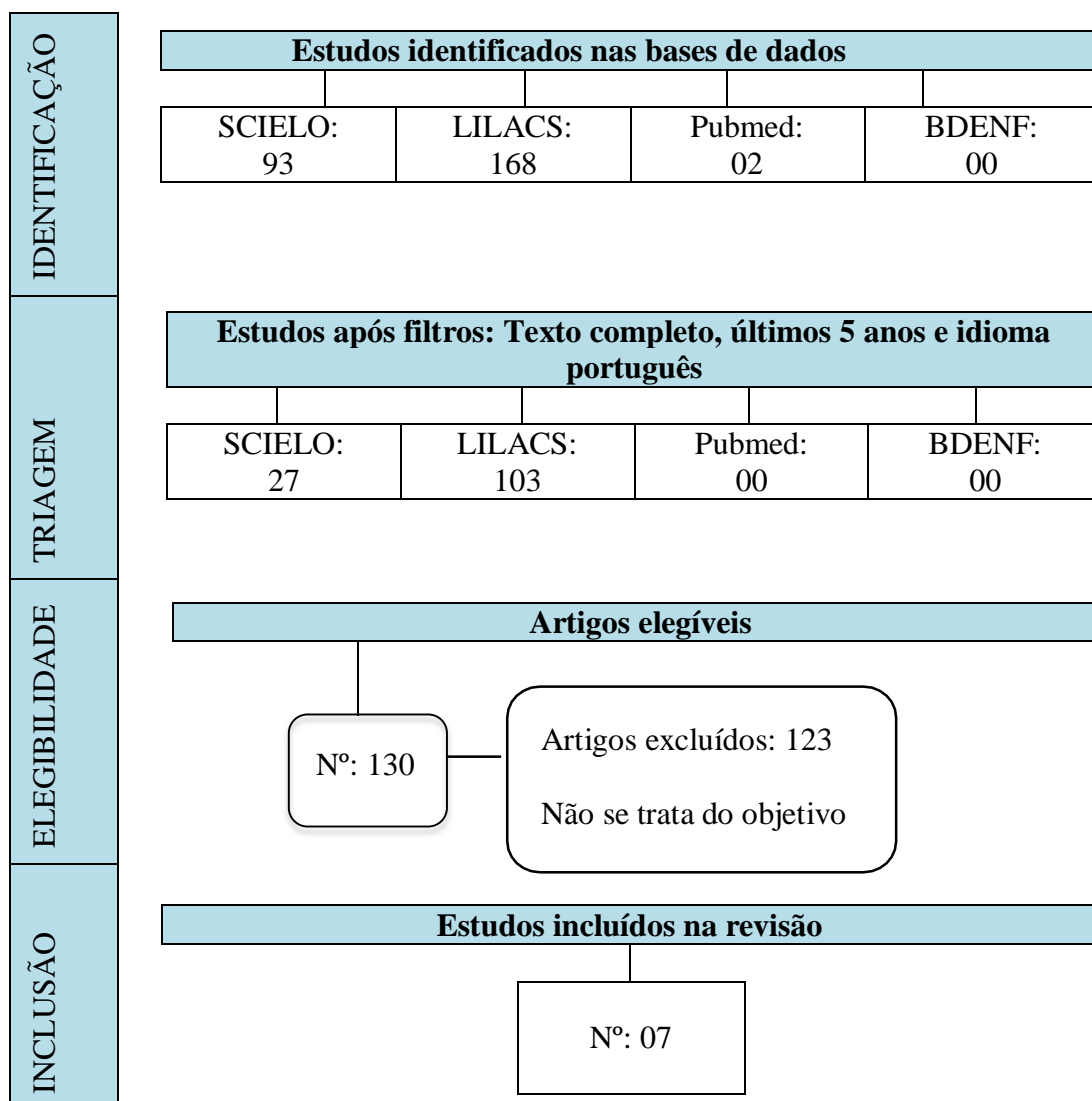 IDENTIFICAÇÃO
Estudos identificados nas bases de dados
SCIELO:
93
LILACS:
168
Pubmed:
02
BDENF:
00
TRIAGEM
Estudos após filtros: Texto completo, últimos 5 anos e idioma
português
SCIELO:
27
LILACS:
103
Pubmed:
00
BDENF:
00
ELEGIBILIDADE
Artigos elegíveis
Nº: 130
Artigos excluídos: 123
Não se trata do objetivo
INCLUSÃO
Estudos incluídos na revisão
Nº: 07